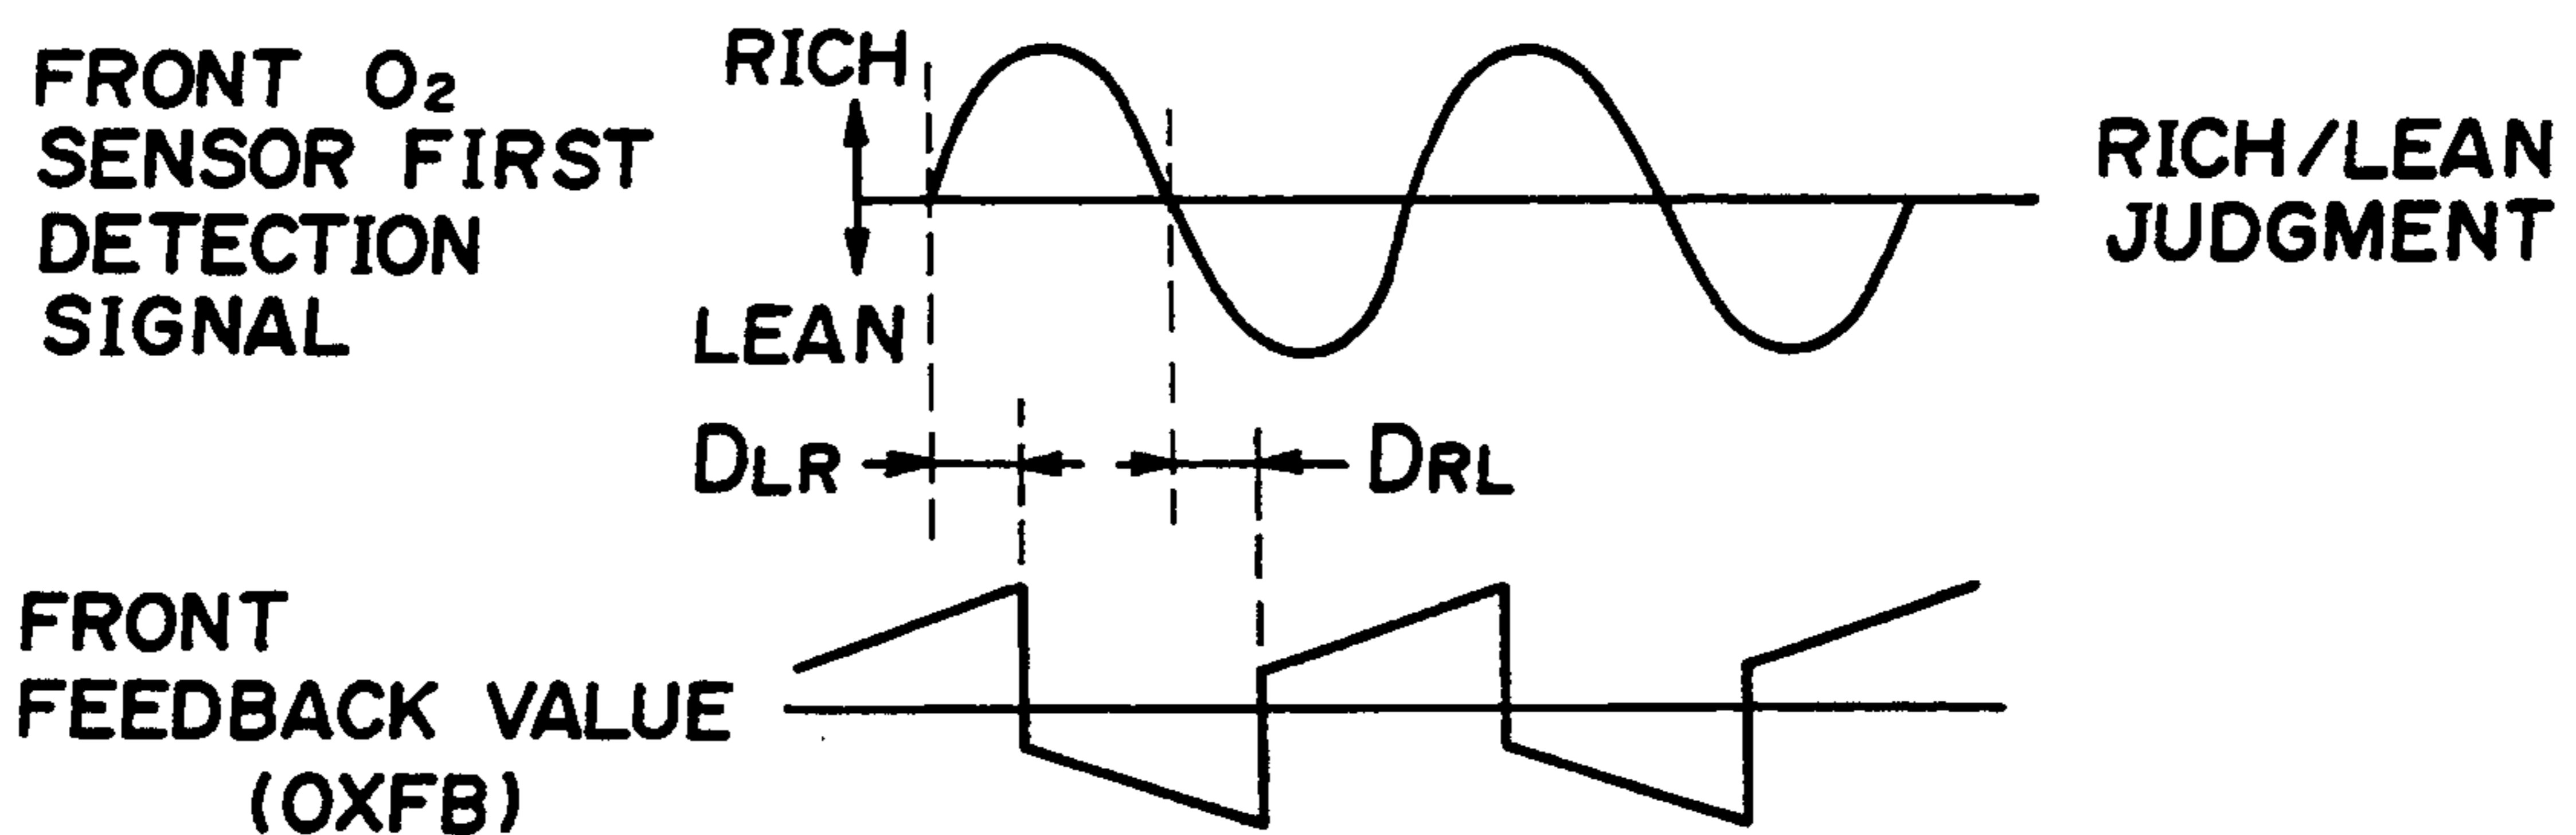 FRONT O₂
SENSOR FIRST
DETECTION
SIGNAL
RICH
LEAN
RICH/LEAN
JUDGMENT
DLR
DRL
FRONT
FEEDBACK VALUE
(OXFB)